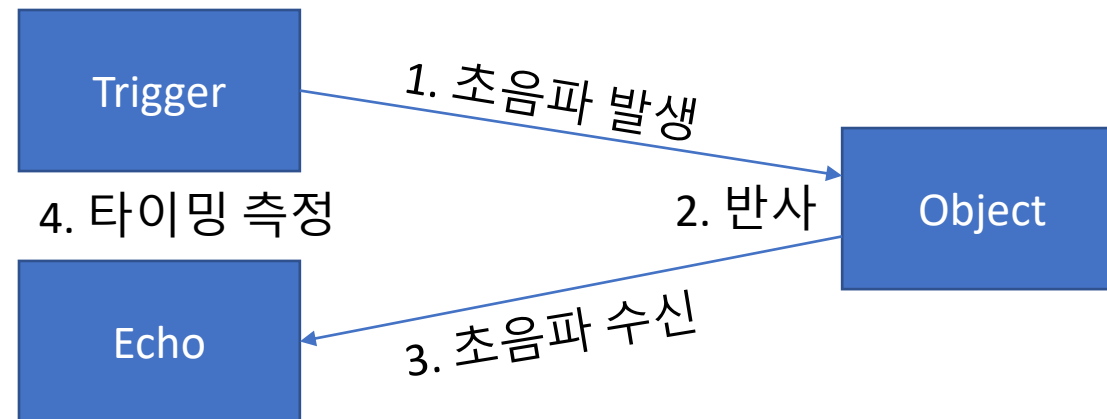 Trigger
1. 초음파 발생
4. 타이밍 측정
2. 반사
Object
Echo
3. 초음파 수신